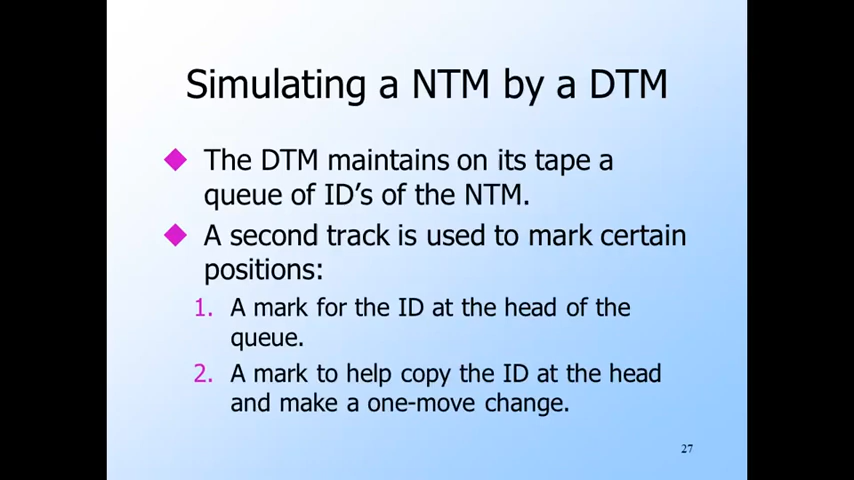 Simulating a NTM by a DTM
The DTM maintains on its tape a
queue of ID’s of the NTM.
A second track is used to mark certain
positions:
1. A mark for the ID at the head of the
queue.
2. A mark to help copy the ID at the head
and make a one-move change.
27